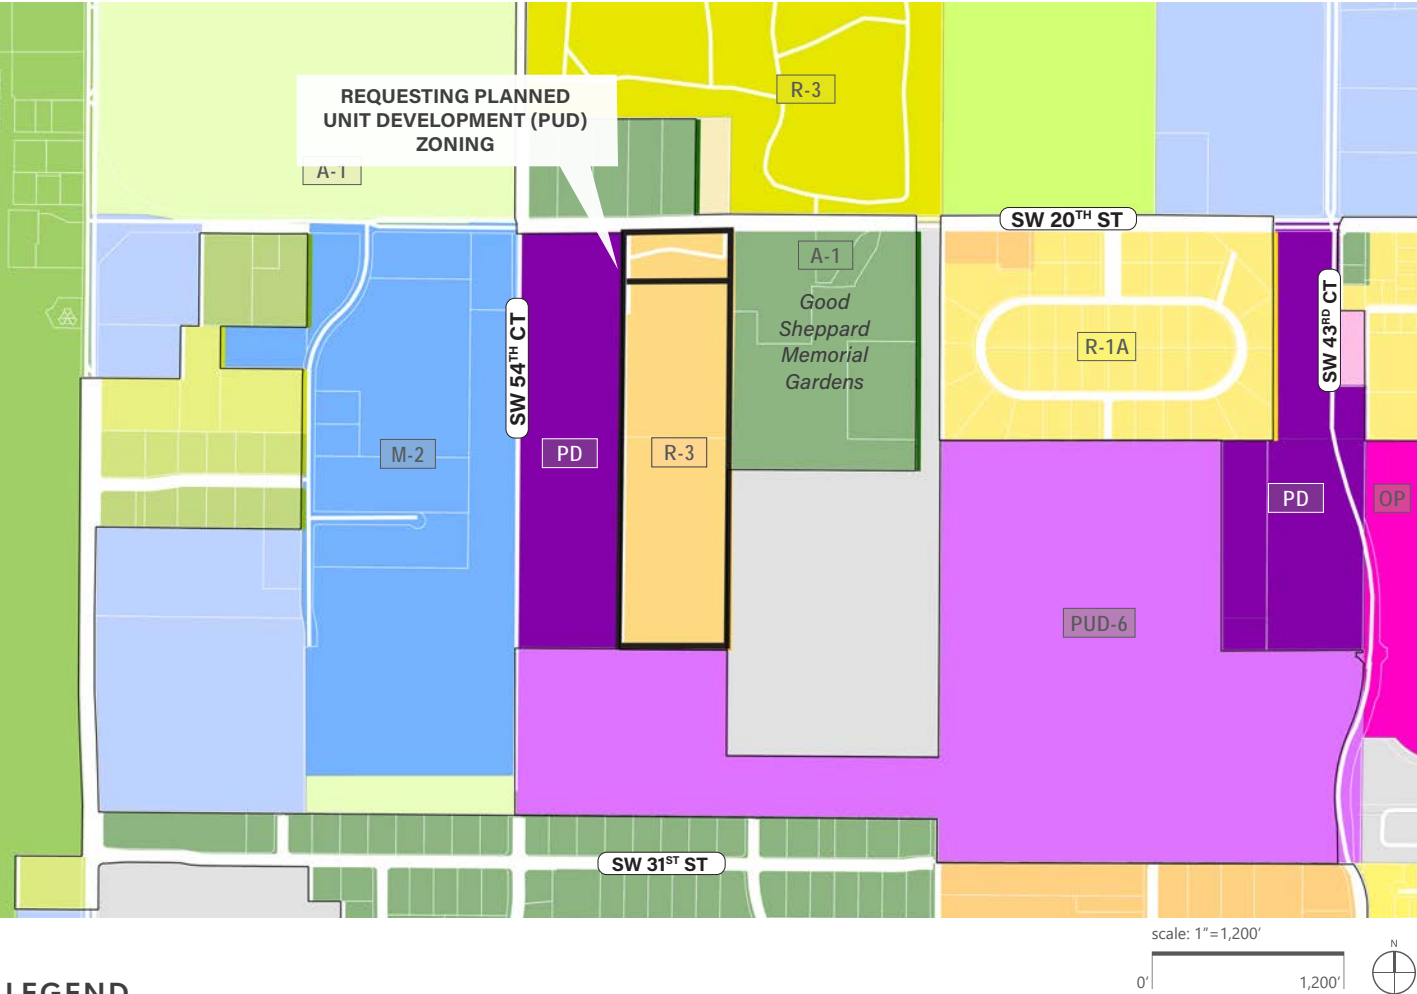 R-3
REQUESTING PLANNED
UNIT DEVELOPMENT (PUD)
ZONING
A-1
SW 20TH ST
A-1
Good
Sheppard
Memorial
Gardens
SW 54TH CT
SW 43RD CT
R-1A
M-2
PD
R-3
PD
OP
PUD-6
SW 31ST ST
scale: 1"=1,200'
N
0' 1,200'
LEGEND